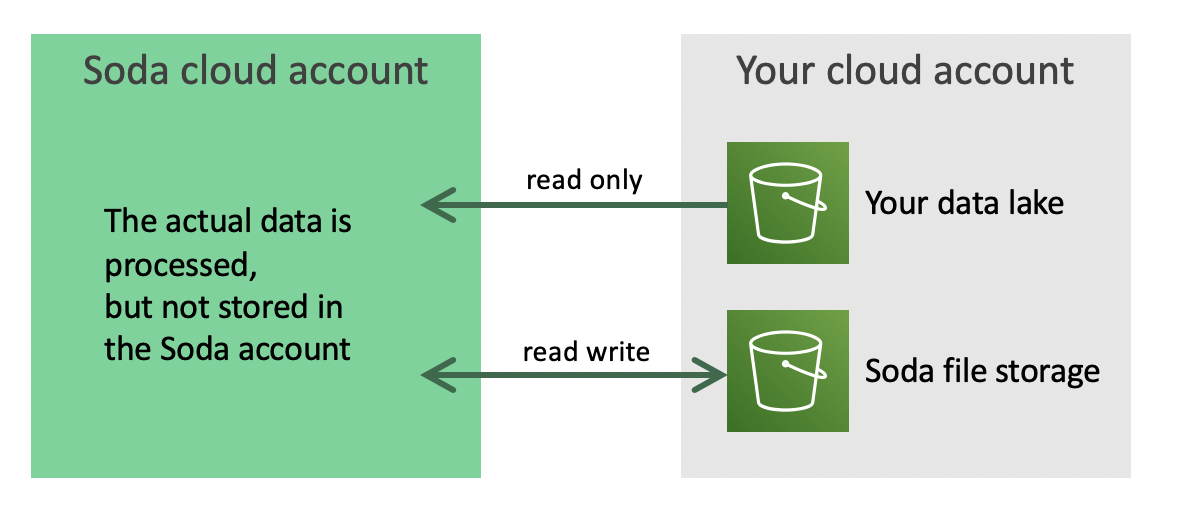 Soda cloud account
Your cloud account
read only
Your data lake
The actual data is
processed,
but not stored in
the Soda account
read write
Soda file storage